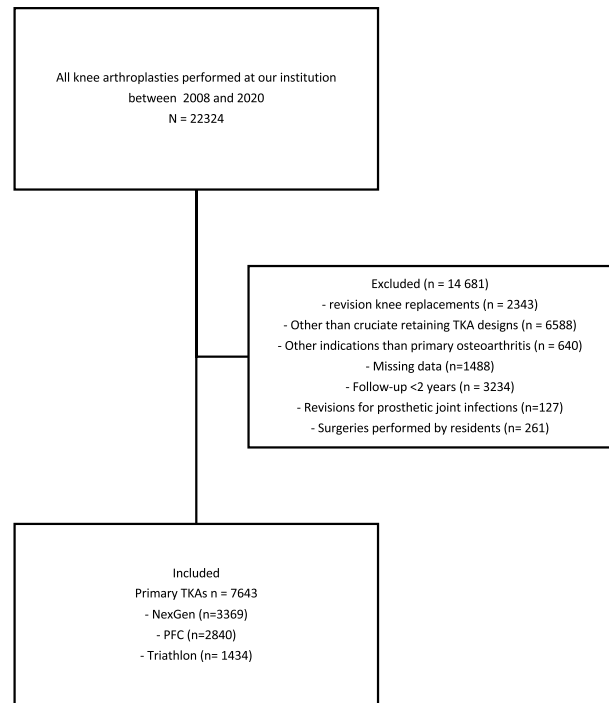 All knee arthroplasties performed at our institution
between 2008 and 2020
N = 22324
Excluded (n = 14 681)
- revision knee replacements (n = 2343)
- Other than cruciate retaining TKA designs (n = 6588)
- Other indications than primary osteoarthritis (n = 640)
- Missing data (n=1488)
- Follow-up <2 years (n = 3234)
- Revisions for prosthetic joint infections (n=127)
- Surgeries performed by residents (n= 261)
Included
Primary TKAs n = 7643
- NexGen (n=3369)
- PFC (n=2840)
- Triathlon (n= 1434)